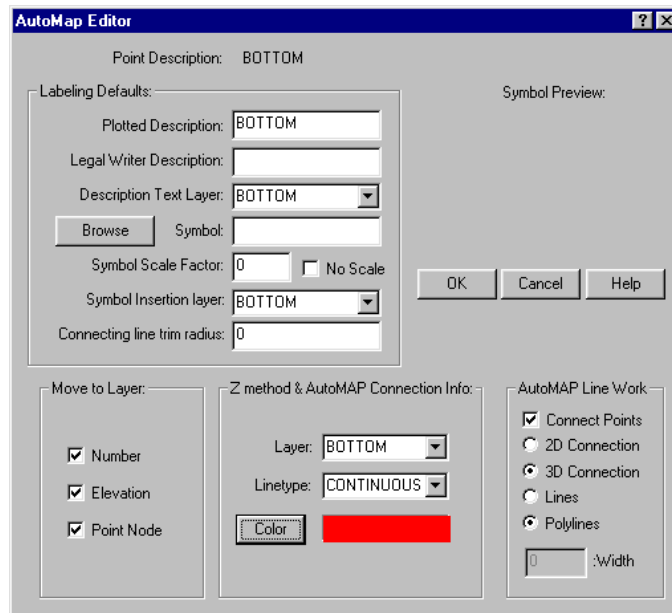 AutoMap Editor
Point Description: BOTTOM
Labeling Defaults:
Symbol Preview:
Plotted Description: BOTTOM
Legal Writer Description:
Description Text Layer: BOTTOM
Browse Symbol:
Symbol Scale Factor: 0 No Scale
OK Cancel Help
Symbol Insertion layer: BOTTOM
Connecting line trim radius: 0
Move to Layer:
Number
Elevation
Point Node
Z method & AutoMAP Connection Info:
Layer: BOTTOM
Linetype: CONTINUOUS
Color
AutoMAP Line Work
Connect Points
2D Connection
3D Connection
Lines
Polylines
0 :Width